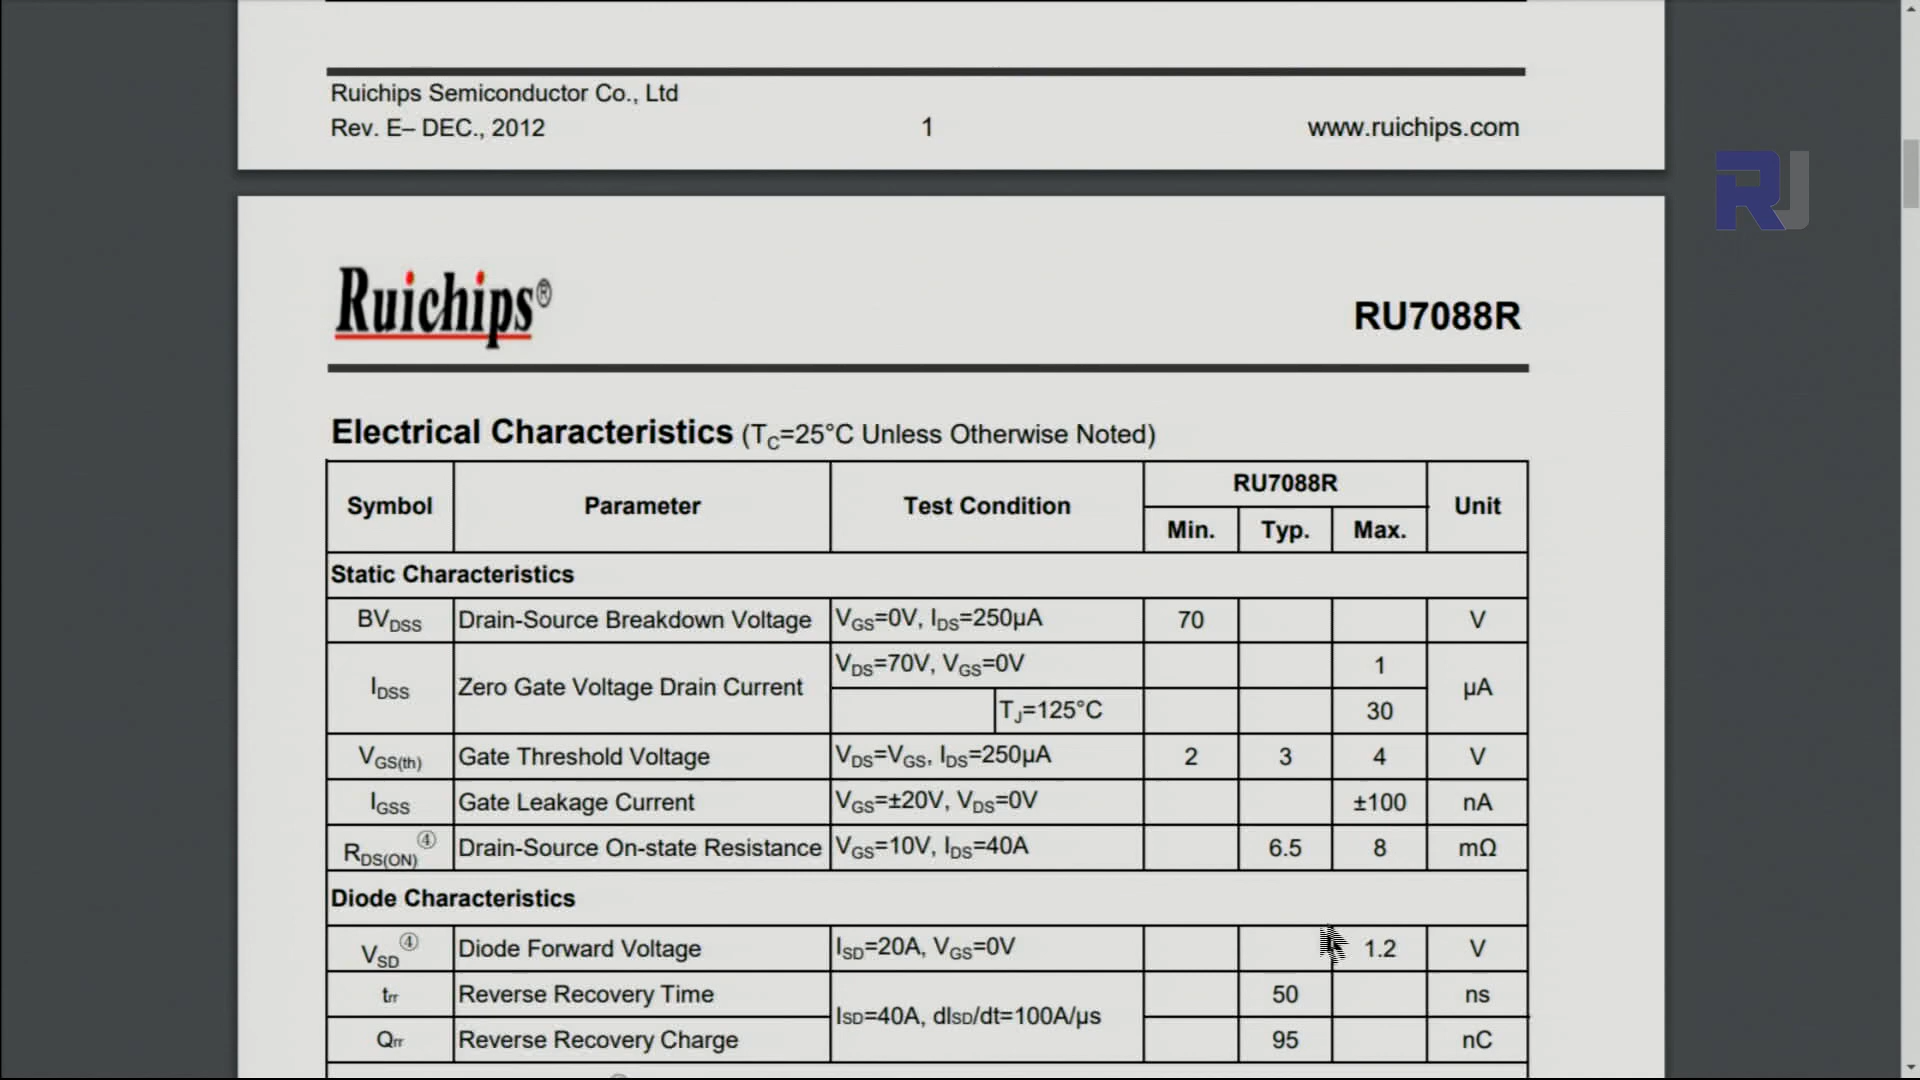 Ruichips Semiconductor Co., Ltd
Rev. E– DEC., 2012 1 www.ruichips.com
RJ
Ruichips®
RU7088R
Electrical Characteristics (TC=25°C Unless Otherwise Noted)
Symbol Parameter Test Condition RU7088R Unit
Min. Typ. Max.
Static Characteristics
BVDSS Drain-Source Breakdown Voltage VGS=0V, IDS=250µA 70 V
IDSS Zero Gate Voltage Drain Current VDS=70V, VGS=0V 1 µA
TJ=125°C 30
VGS(th) Gate Threshold Voltage VDS=VGS, IDS=250µA 2 3 4 V
IGSS Gate Leakage Current VGS=±20V, VDS=0V ±100 nA
RDS(ON)④ Drain-Source On-state Resistance VGS=10V, IDS=40A 6.5 8 mΩ
Diode Characteristics
VSD④ Diode Forward Voltage ISD=20A, VGS=0V 1.2 V
trr Reverse Recovery Time ISD=40A, dISD/dt=100A/µs 50 ns
Qrr Reverse Recovery Charge 95 nC